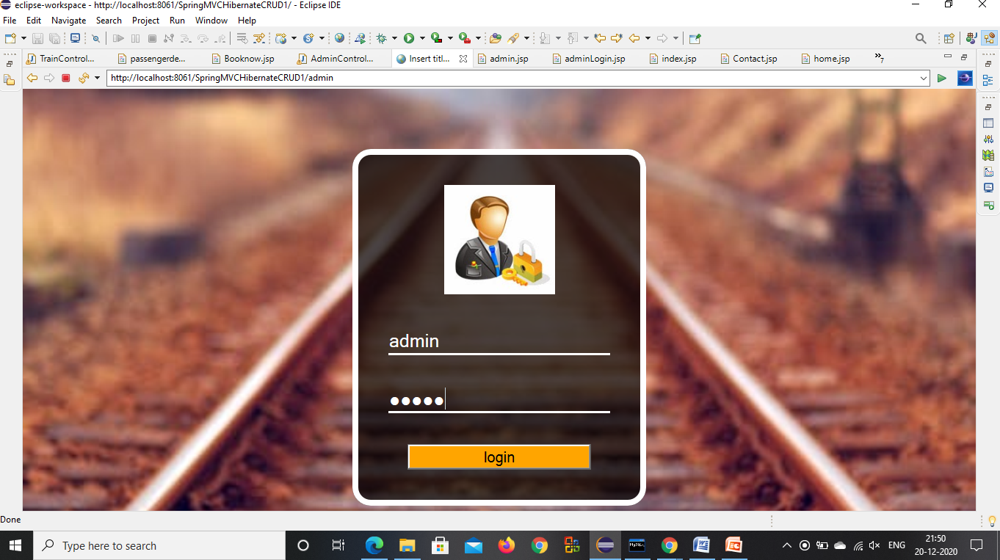 eclipse-workspace - http://localhost:8061/SpringMVCHibernateCRUD1/ - Eclipse IDE
File Edit Navigate Search Project Run Window Help
TrainControl... passengerde... Booknow.jsp AdminControl... Insert titl... admin.jsp adminLogin.jsp index.jsp Contact.jsp home.jsp »7
http://localhost:8061/SpringMVCHibernateCRUD1/admin
admin
●●●●●
login
Done
Type here to search
ENG
21:50
20-12-2020